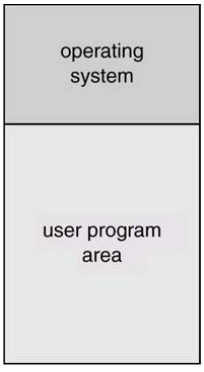 operating
system
user program
area